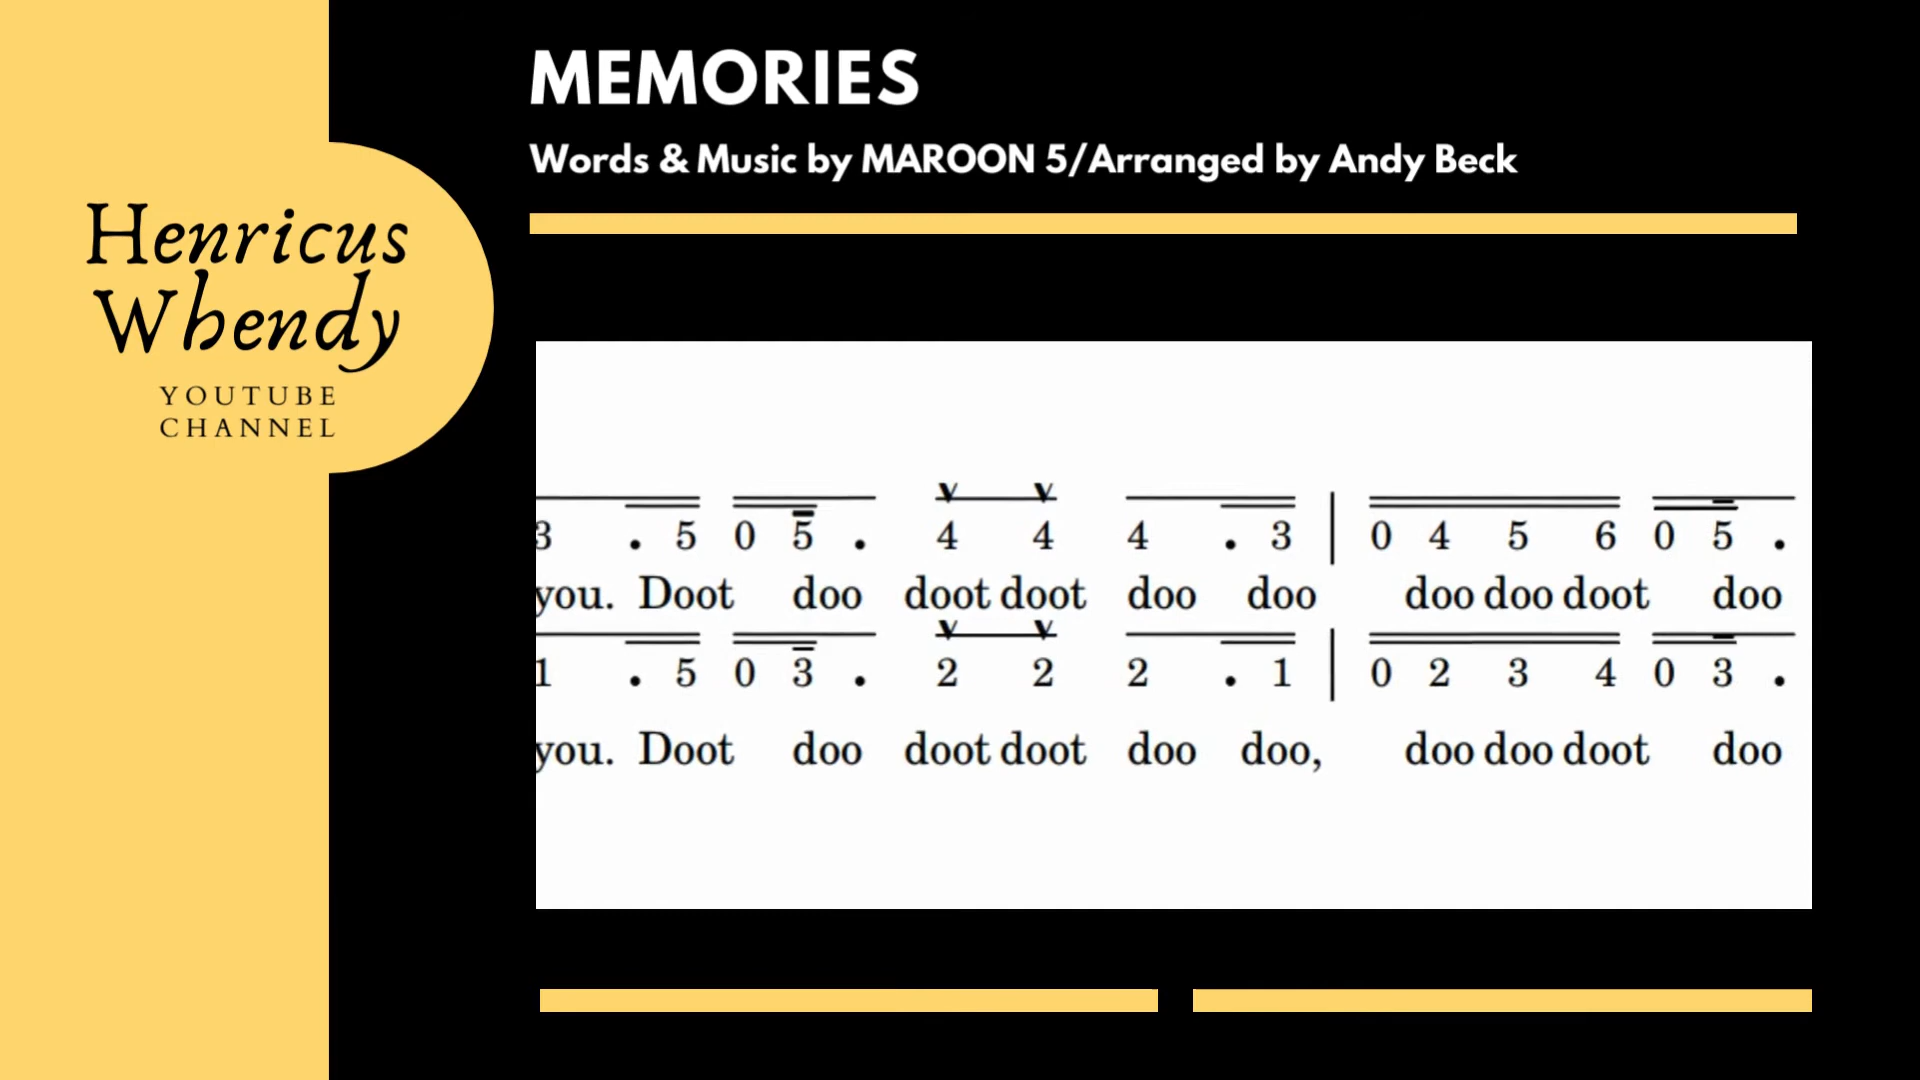 MEMORIES
Words & Music by MAROON 5/Arranged by Andy Beck
Henricus
Whendy
YOUTUBE
CHANNEL
3 . 5 0 5 . 4 4 4 . 3 | 0 4 5 6 0 5 .
you. Doot doo doot doot doo doo doo doo doot doo
1 . 5 0 3 . 2 2 2 . 1 | 0 2 3 4 0 3 .
you. Doot doo doot doot doo doo, doo doo doot doo